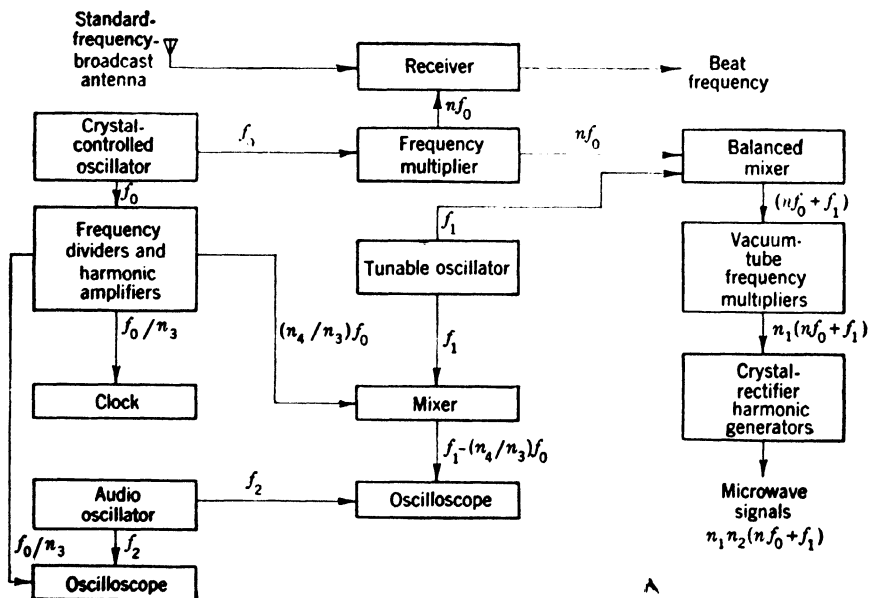 Standard-
frequency-
broadcast
antenna
Receiver
Beat
frequency
nf₀
Crystal-
controlled
oscillator
f₀
Frequency
multiplier
nf₀
Balanced
mixer
f₀
f₁
(nf₀ + f₁)
Frequency
dividers and
harmonic
amplifiers
Tunable oscillator
Vacuum-
tube
frequency
multipliers
f₀/n₃
(n₄/n₃)f₀
f₁
n₁(nf₀ + f₁)
Clock
Mixer
Crystal-
rectifier
harmonic
generators
f₁-(n₄/n₃)f₀
Audio
oscillator
f₂
Oscilloscope
Microwave
signals
n₁n₂(nf₀ + f₁)
f₀/n₃
f₂
Oscilloscope
A